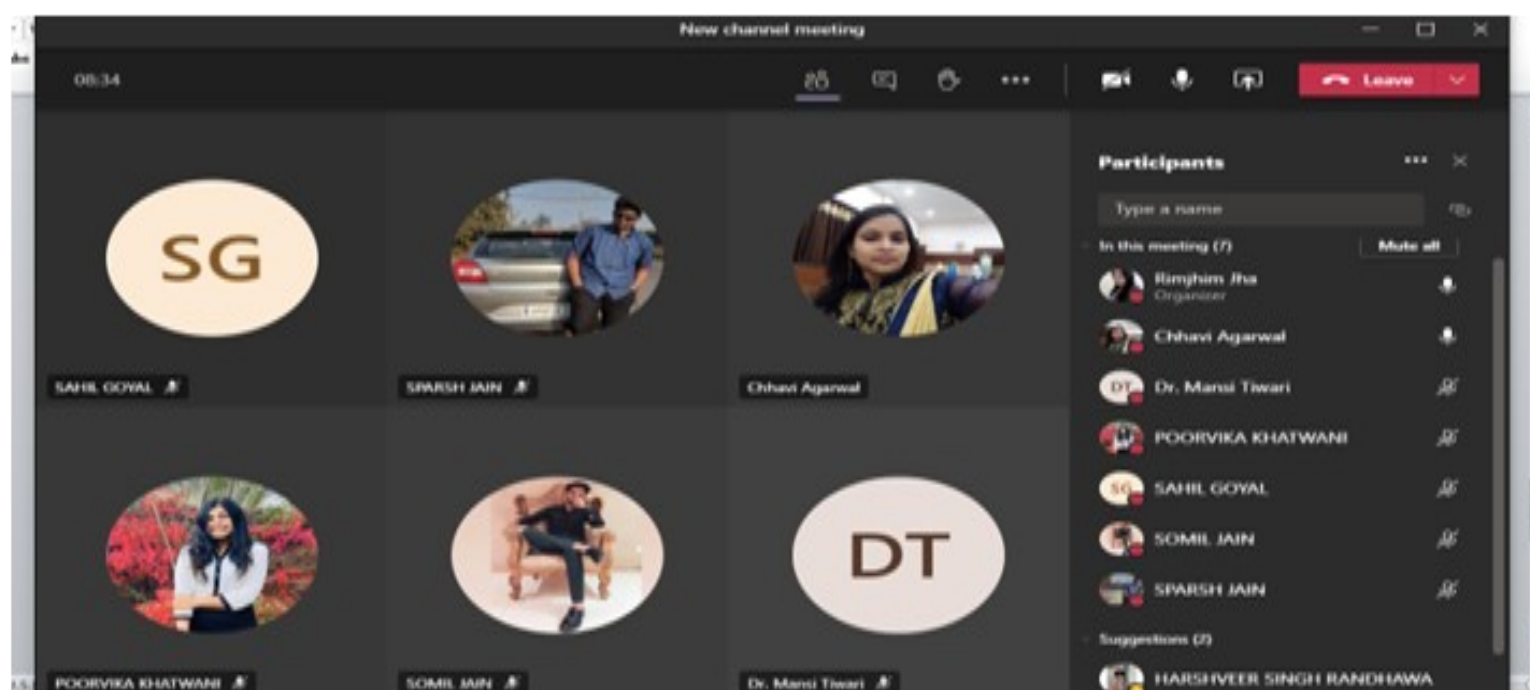 New channel meeting
08:34
Leave
SG
SAHIL GOYAL
SPARSH JAIN
Chhavi Agarwal
POORVIKA KHATWANI
SOMIL JAIN
DT
Dr. Mansi Tiwari
Participants
Type a name
In this meeting (7)
Mute all
Rimjhim Jha
Organizer
Chhavi Agarwal
DT
Dr. Mansi Tiwari
POORVIKA KHATWANI
SG
SAHIL GOYAL
SOMIL JAIN
SPARSH JAIN
Suggestions (2)
HARSHVEER SINGH RANDHAWA